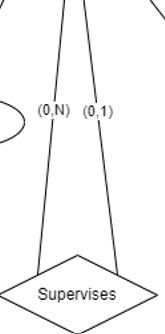 (0,N) (0,1)
Supervises